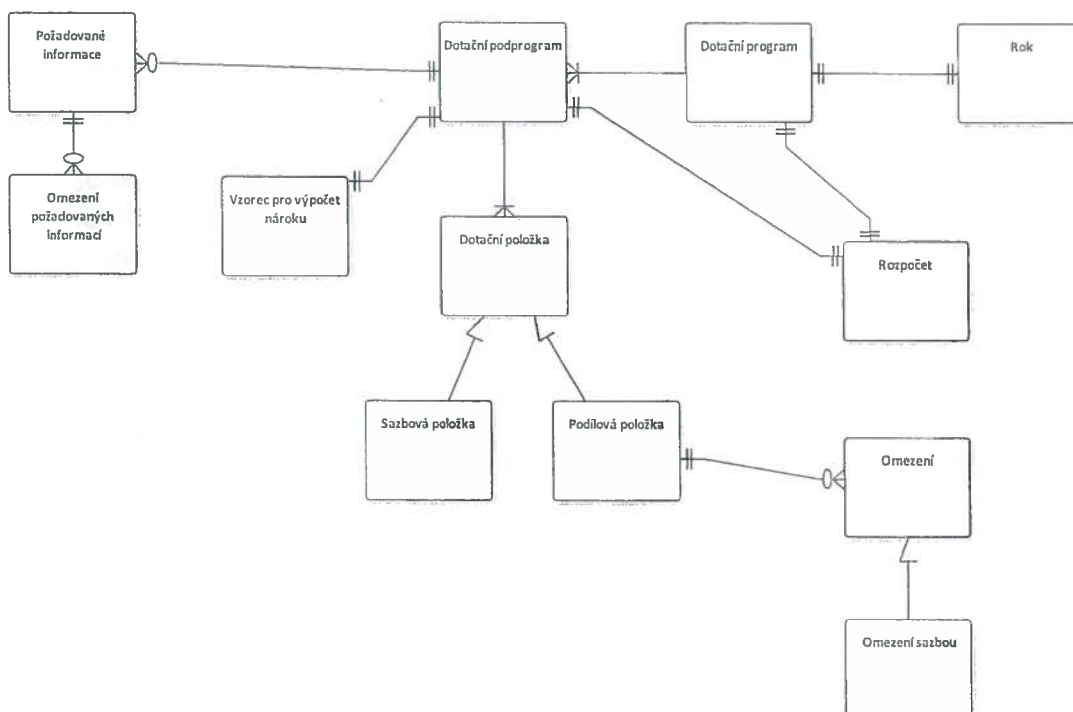 Požadované
informace
Dotační podprogram
Dotační program
Rok
Omezení
požadovaných
informací
Vzorec pro výpočet
nároku
Dotační položka
Rozpočet
Sazbová položka
Podílová položka
Omezení
Omezení sazbou